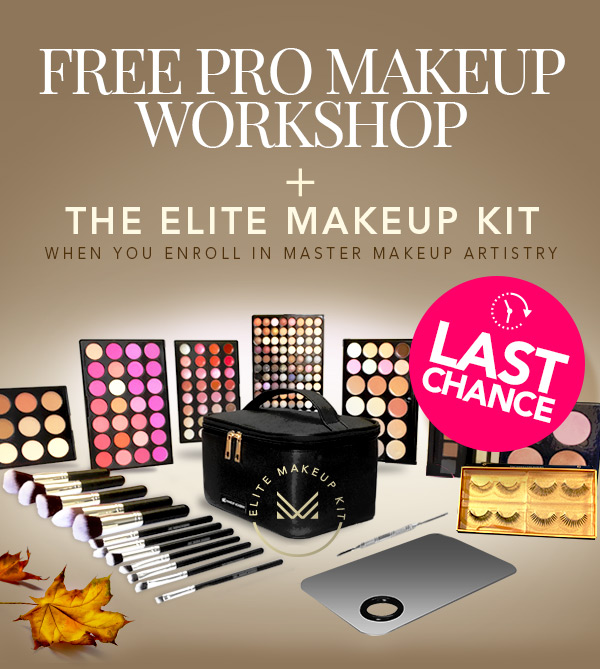 FREE PRO MAKEUP
WORKSHOP
+
THE ELITE MAKEUP KIT
WHEN YOU ENROLL IN MASTER MAKEUP ARTISTRY
LAST
CHANCE
ELITE MAKEUP KIT